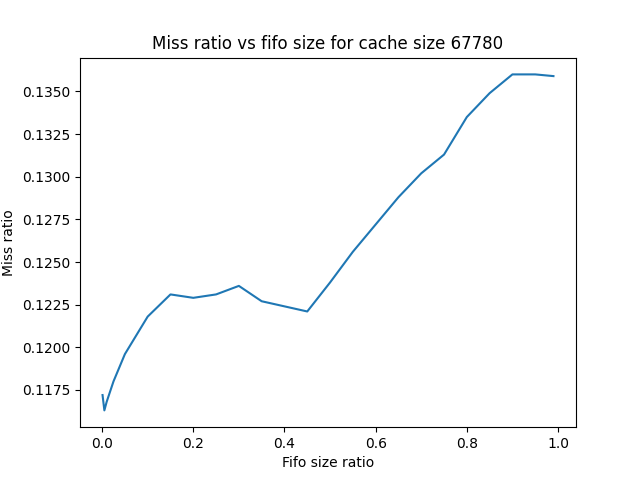 Miss ratio vs fifo size for cache size 67780
0.1350
0.1325
0.1300
0.1275
0.1250
0.1225
0.1200
0.1175
Miss ratio
0.0 0.2 0.4 0.6 0.8 1.0
Fifo size ratio